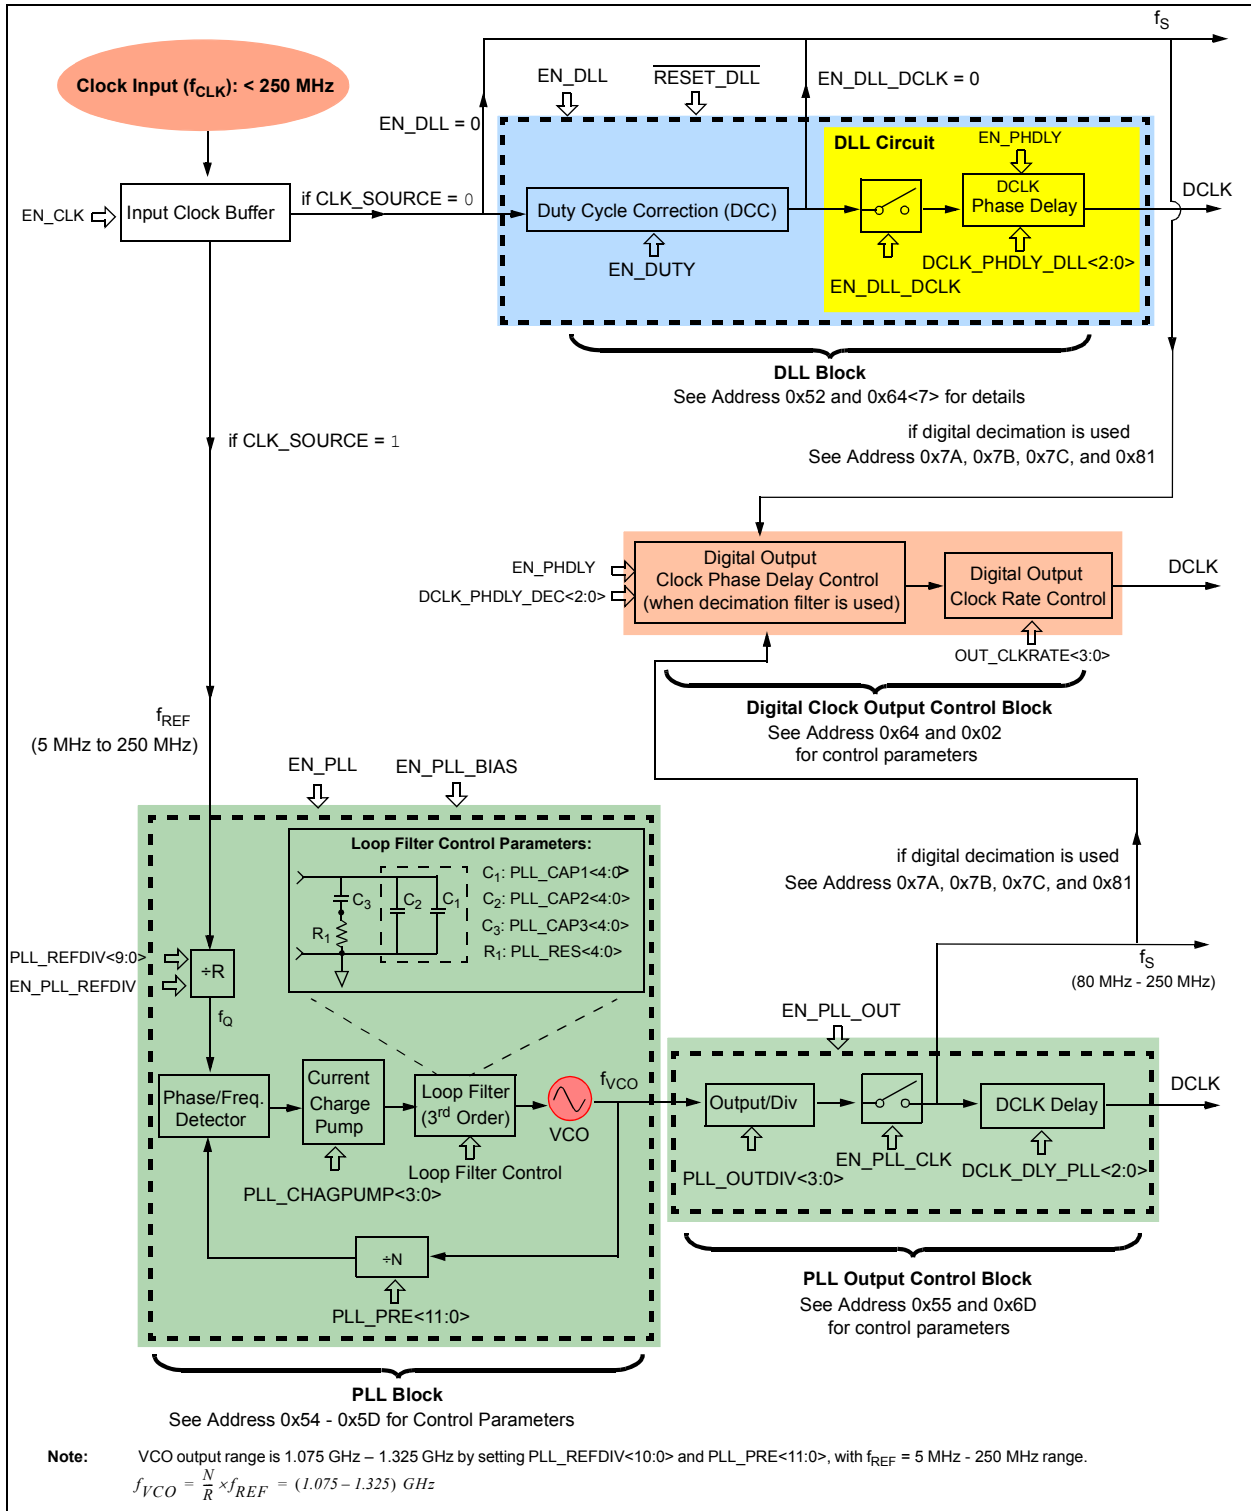 f_S
Clock Input (f_CLK): < 250 MHz
EN_DLL
RESET_DLL
EN_DLL_DCLK = 0
EN_DLL = 0
DLL Circuit
EN_PHDLY
EN_CLK
Input Clock Buffer
if CLK_SOURCE = 0
Duty Cycle Correction (DCC)
DCLK
Phase Delay
DCLK
EN_DUTY
DCLK_PHDLY_DLL<2:0>
EN_DLL_DCLK
DLL Block
See Address 0x52 and 0x64<7> for details
if CLK_SOURCE = 1
if digital decimation is used
See Address 0x7A, 0x7B, 0x7C, and 0x81
EN_PHDLY
DCLK_PHDLY_DEC<2:0>
Digital Output
Clock Phase Delay Control
(when decimation filter is used)
Digital Output
Clock Rate Control
DCLK
OUT_CLKRATE<3:0>
Digital Clock Output Control Block
See Address 0x64 and 0x02
for control parameters
f_REF
(5 MHz to 250 MHz)
EN_PLL
EN_PLL_BIAS
Loop Filter Control Parameters:
C3
C2
C1
R1
C1: PLL_CAP1<4:0>
C2: PLL_CAP2<4:0>
C3: PLL_CAP3<4:0>
R1: PLL_RES<4:0>
if digital decimation is used
See Address 0x7A, 0x7B, 0x7C, and 0x81
PLL_REFDIV<9:0>
EN_PLL_REFDIV
÷R
f_Q
f_S
(80 MHz - 250 MHz)
EN_PLL_OUT
Phase/Freq.
Detector
Current
Charge
Pump
Loop Filter
(3rd Order)
f_VCO
VCO
Output/Div
DCLK Delay
DCLK
Loop Filter Control
PLL_CHAGPUMP<3:0>
PLL_OUTDIV<3:0>
EN_PLL_CLK
DCLK_DLY_PLL<2:0>
÷N
PLL_PRE<11:0>
PLL Output Control Block
See Address 0x55 and 0x6D
for control parameters
PLL Block
See Address 0x54 - 0x5D for Control Parameters
Note: VCO output range is 1.075 GHz – 1.325 GHz by setting PLL_REFDIV<10:0> and PLL_PRE<11:0>, with f_REF = 5 MHz - 250 MHz range.
f_VCO = N/R × f_REF = (1.075 – 1.325) GHz